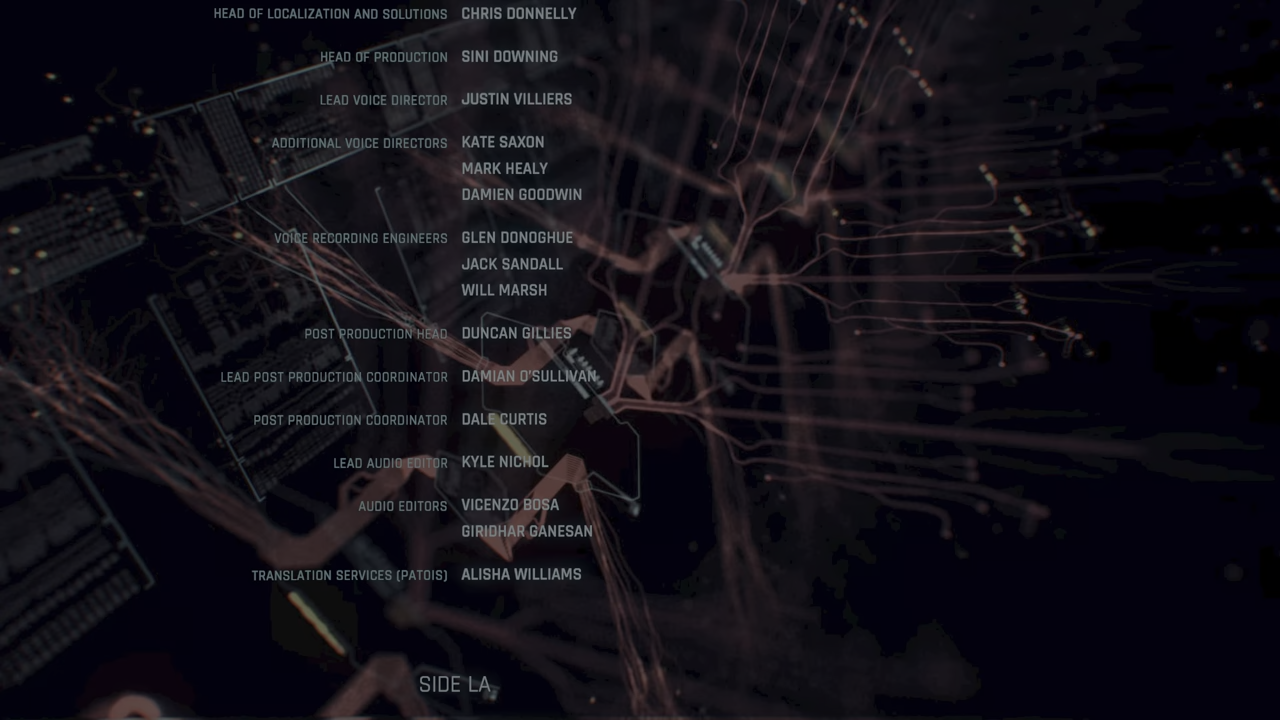 HEAD OF LOCALIZATION AND SOLUTIONS CHRIS DONNELLY
HEAD OF PRODUCTION SINI DOWNING
LEAD VOICE DIRECTOR JUSTIN VILLIERS
ADDITIONAL VOICE DIRECTORS KATE SAXON
MARK HEALY
DAMIEN GOODWIN
VOICE RECORDING ENGINEERS GLEN DONOGHUE
JACK SANDALL
WILL MARSH
POST PRODUCTION HEAD DUNCAN GILLIES
LEAD POST PRODUCTION COORDINATOR DAMIAN O'SULLIVAN
POST PRODUCTION COORDINATOR DALE CURTIS
LEAD AUDIO EDITOR KYLE NICHOL
AUDIO EDITORS VICENZO BOSA
GIRIDHAR GANESAN
TRANSLATION SERVICES (PATOIS) ALISHA WILLIAMS
SIDE LA